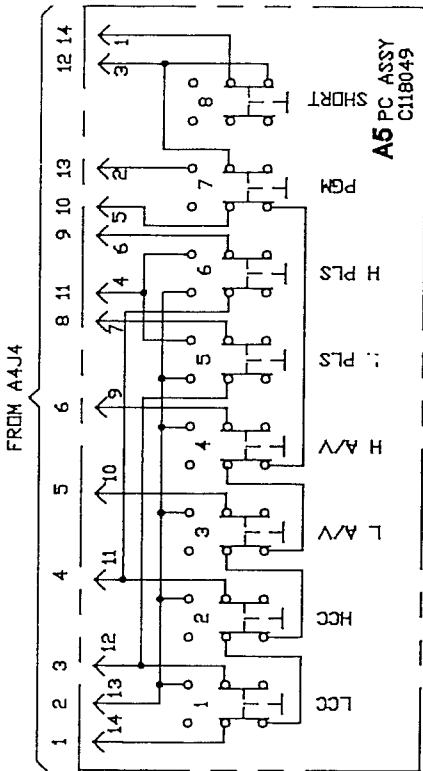 FROM A4J4
1 2 3 4 5 6 8 11 9 10 13 12 14
14 13 12 11 10 9 7 4 6 5 2 3 1
1 2 3 4 5 6 7 8
LCC HCC L A/V H A/V PLS H PLS PGM SHORT
A5 PC ASSY
C118049